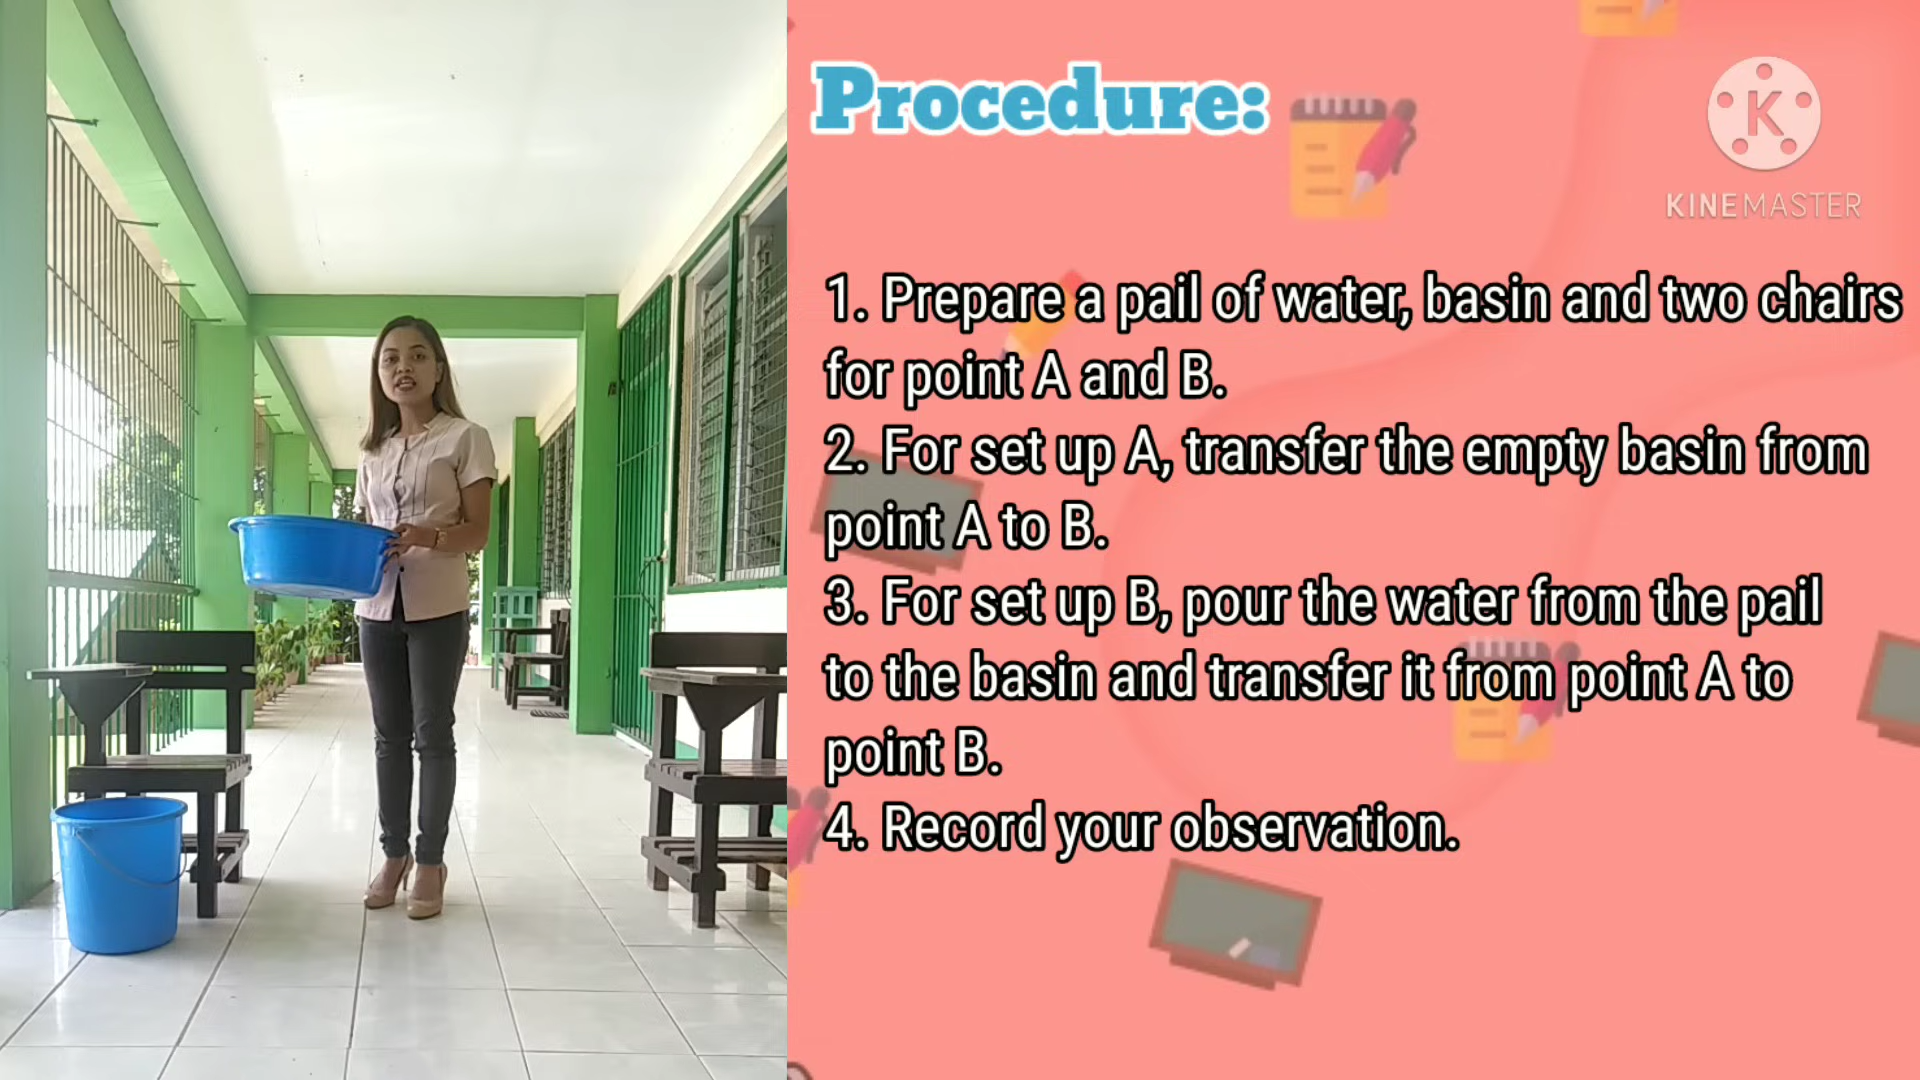 Procedure:
K
KINEMASTER
1. Prepare a pail of water, basin and two chairs
for point A and B.
2. For set up A, transfer the empty basin from
point A to B.
3. For set up B, pour the water from the pail
to the basin and transfer it from point A to
point B.
4. Record your observation.